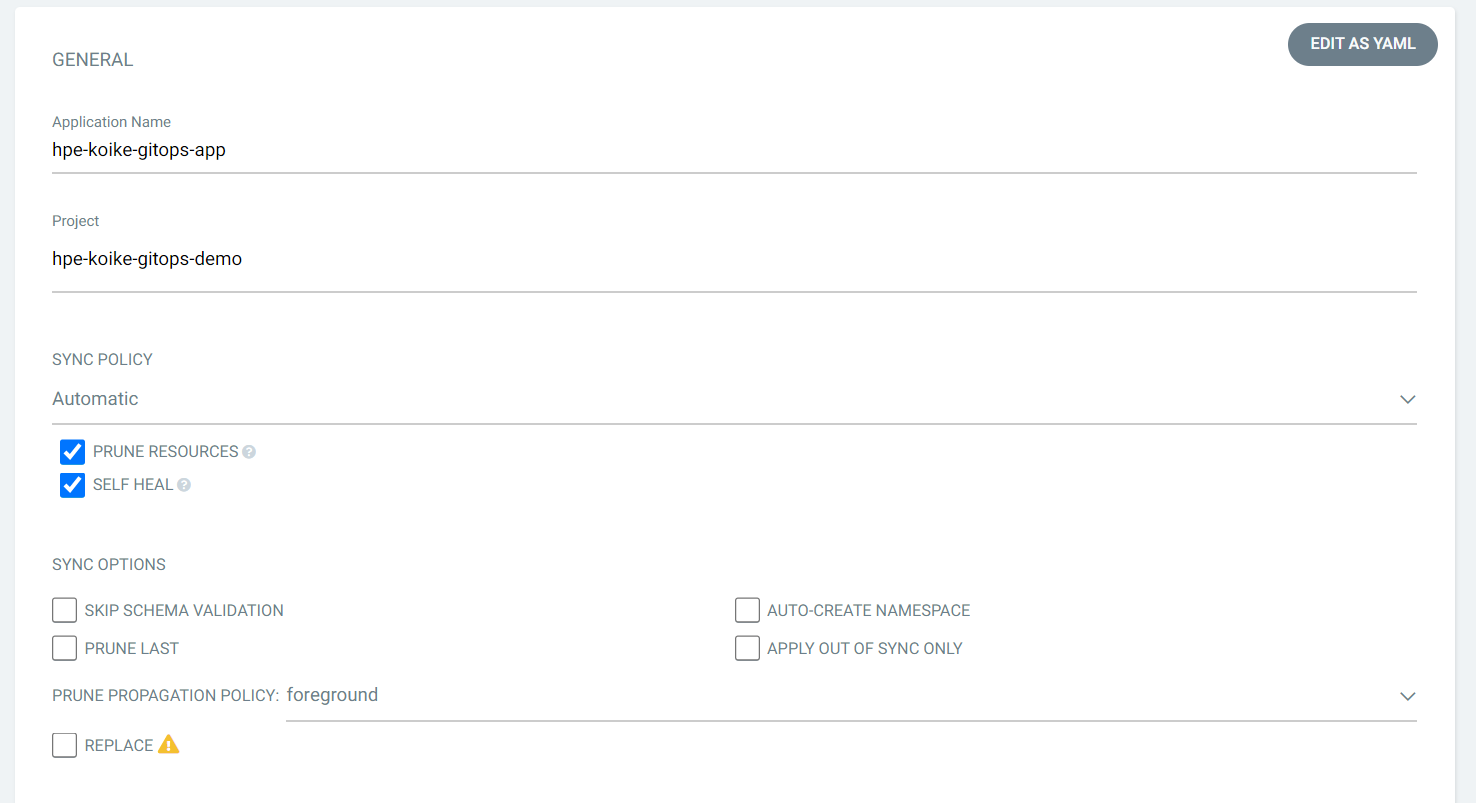 GENERAL
EDIT AS YAML
Application Name
hpe-koike-gitops-app
Project
hpe-koike-gitops-demo
SYNC POLICY
Automatic
PRUNE RESOURCES ?
SELF HEAL ?
SYNC OPTIONS
SKIP SCHEMA VALIDATION
AUTO-CREATE NAMESPACE
PRUNE LAST
APPLY OUT OF SYNC ONLY
PRUNE PROPAGATION POLICY: foreground
REPLACE